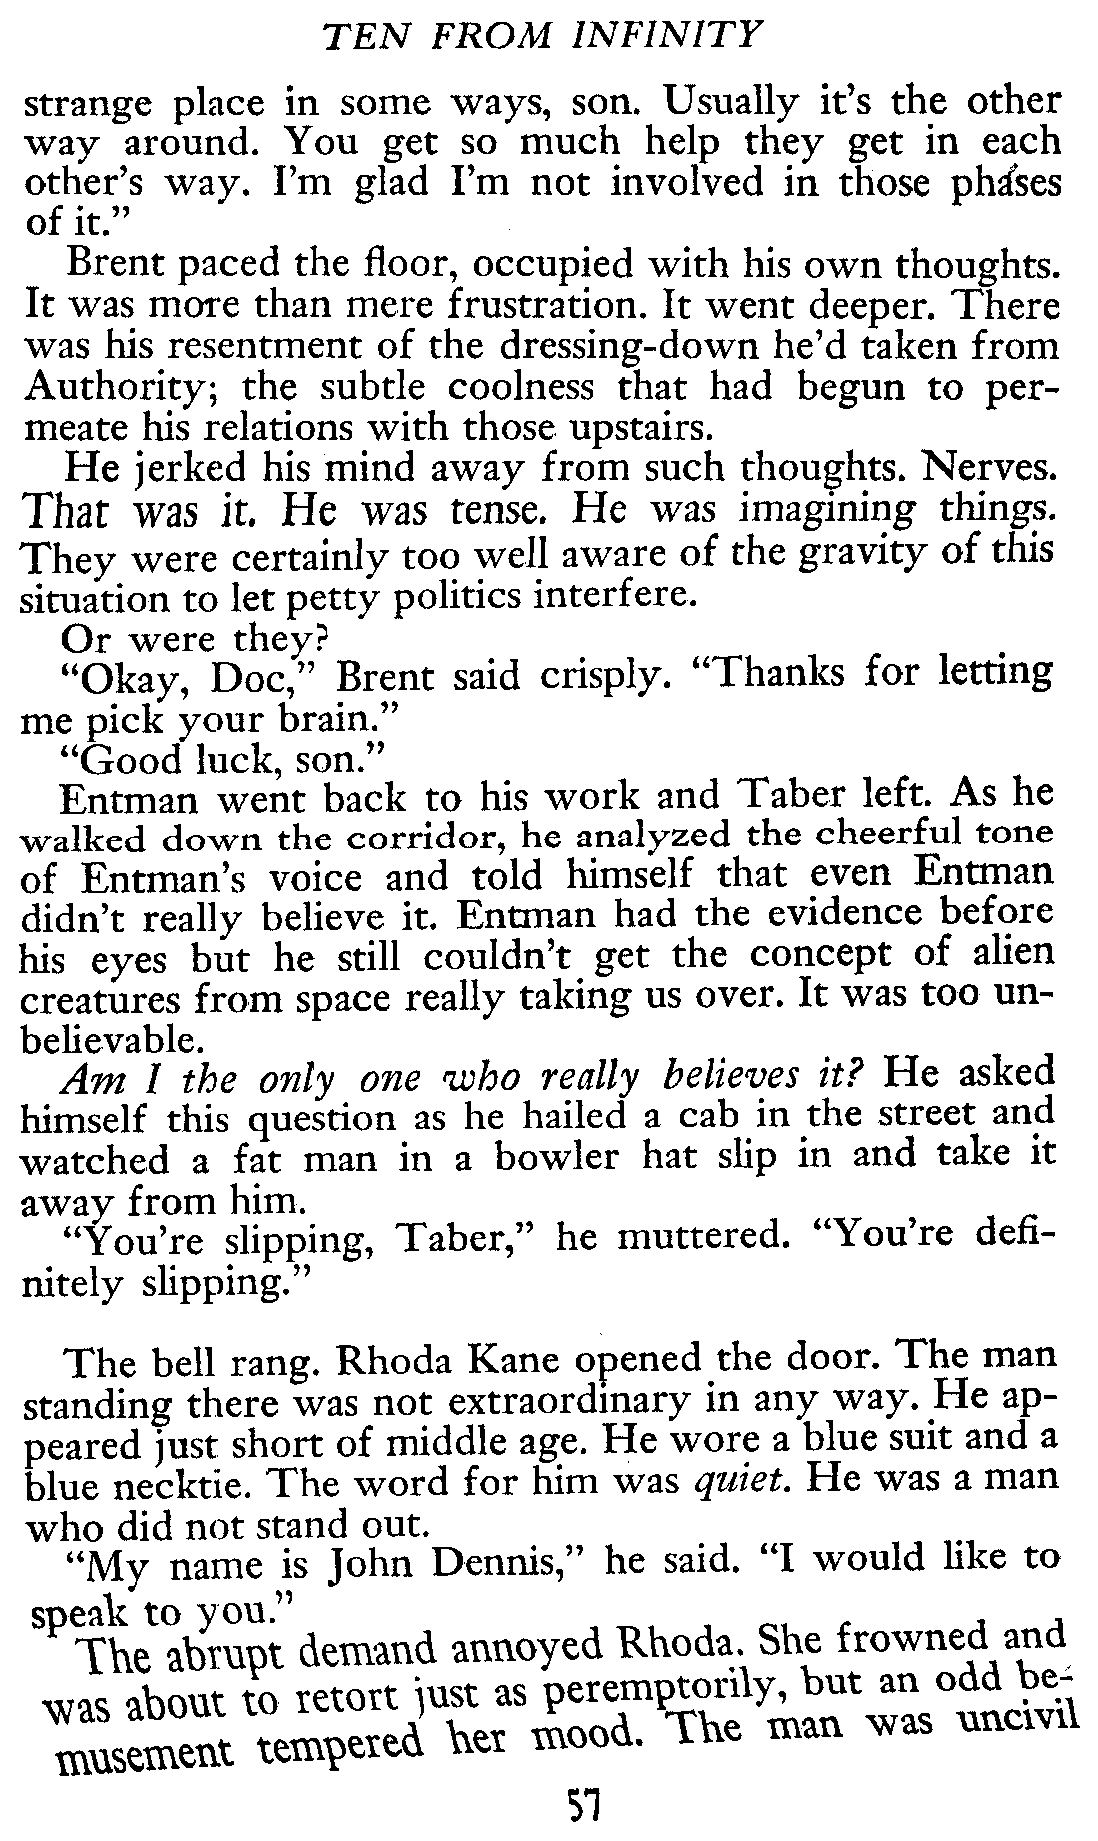 TEN FROM INFINITY
strange place in some ways, son. Usually it's the other
way around. You get so much help they get in each
other's way. I'm glad I'm not involved in those phases
of it."
Brent paced the floor, occupied with his own thoughts.
It was more than mere frustration. It went deeper. There
was his resentment of the dressing-down he'd taken from
Authority; the subtle coolness that had begun to per-
meate his relations with those upstairs.
He jerked his mind away from such thoughts. Nerves.
That was it. He was tense. He was imagining things.
They were certainly too well aware of the gravity of this
situation to let petty politics interfere.
Or were they?
"Okay, Doc," Brent said crisply. "Thanks for letting
me pick your brain."
"Good luck, son."
Entman went back to his work and Taber left. As he
walked down the corridor, he analyzed the cheerful tone
of Entman's voice and told himself that even Entman
didn't really believe it. Entman had the evidence before
his eyes but he still couldn't get the concept of alien
creatures from space really taking us over. It was too un-
believable.
Am I the only one who really believes it? He asked
himself this question as he hailed a cab in the street and
watched a fat man in a bowler hat slip in and take it
away from him.
"You're slipping, Taber," he muttered. "You're defi-
nitely slipping."
The bell rang. Rhoda Kane opened the door. The man
standing there was not extraordinary in any way. He ap-
peared just short of middle age. He wore a blue suit and a
blue necktie. The word for him was quiet. He was a man
who did not stand out.
"My name is John Dennis," he said. "I would like to
speak to you."
The abrupt demand annoyed Rhoda. She frowned and
was about to retort just as peremptorily, but an odd be-
musement tempered her mood. The man was uncivil
57